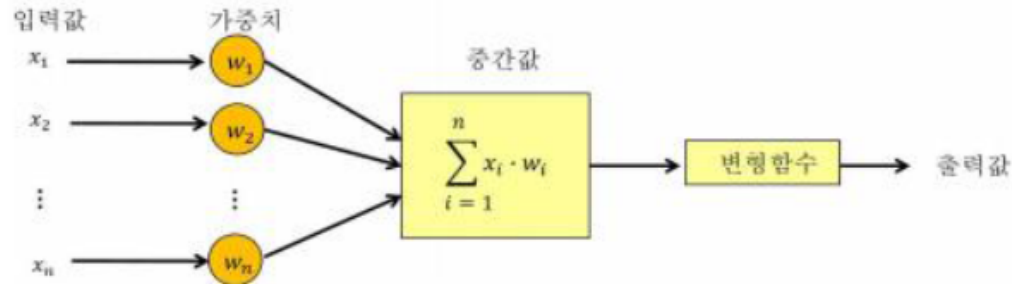 입력값 가중치
x₁ w₁
중간값
x₂ w₂
n
∑ xᵢ · wᵢ
i = 1
변형함수
출력값
⋮ ⋮
xₙ wₙ